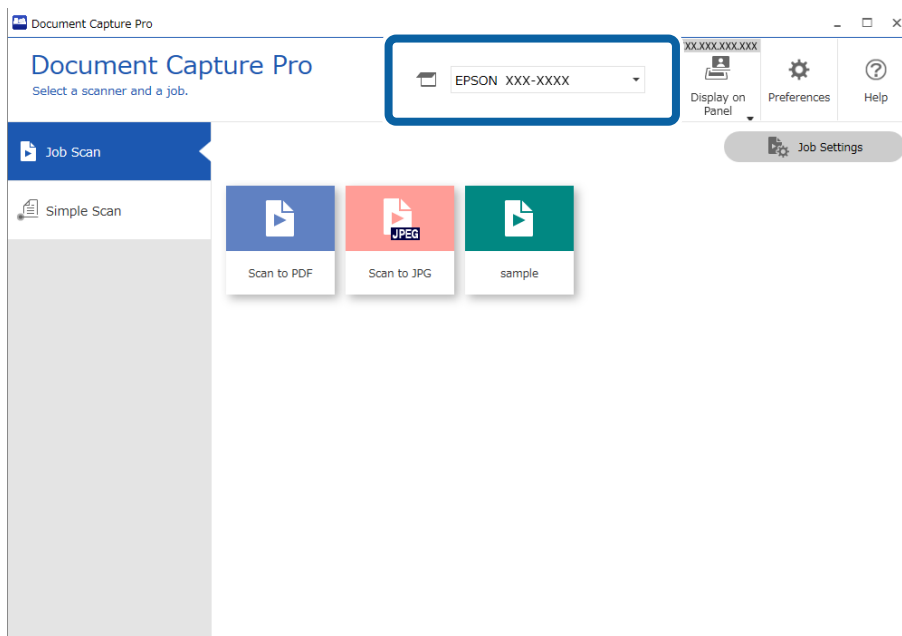 Document Capture Pro
Document Capture Pro
Select a scanner and a job.
EPSON XXX-XXXX
XX.XXX.XXX.XXX
Display on
Panel
Preferences
Help
Job Scan
Job Settings
Simple Scan
JPEG
Scan to PDF
Scan to JPG
sample